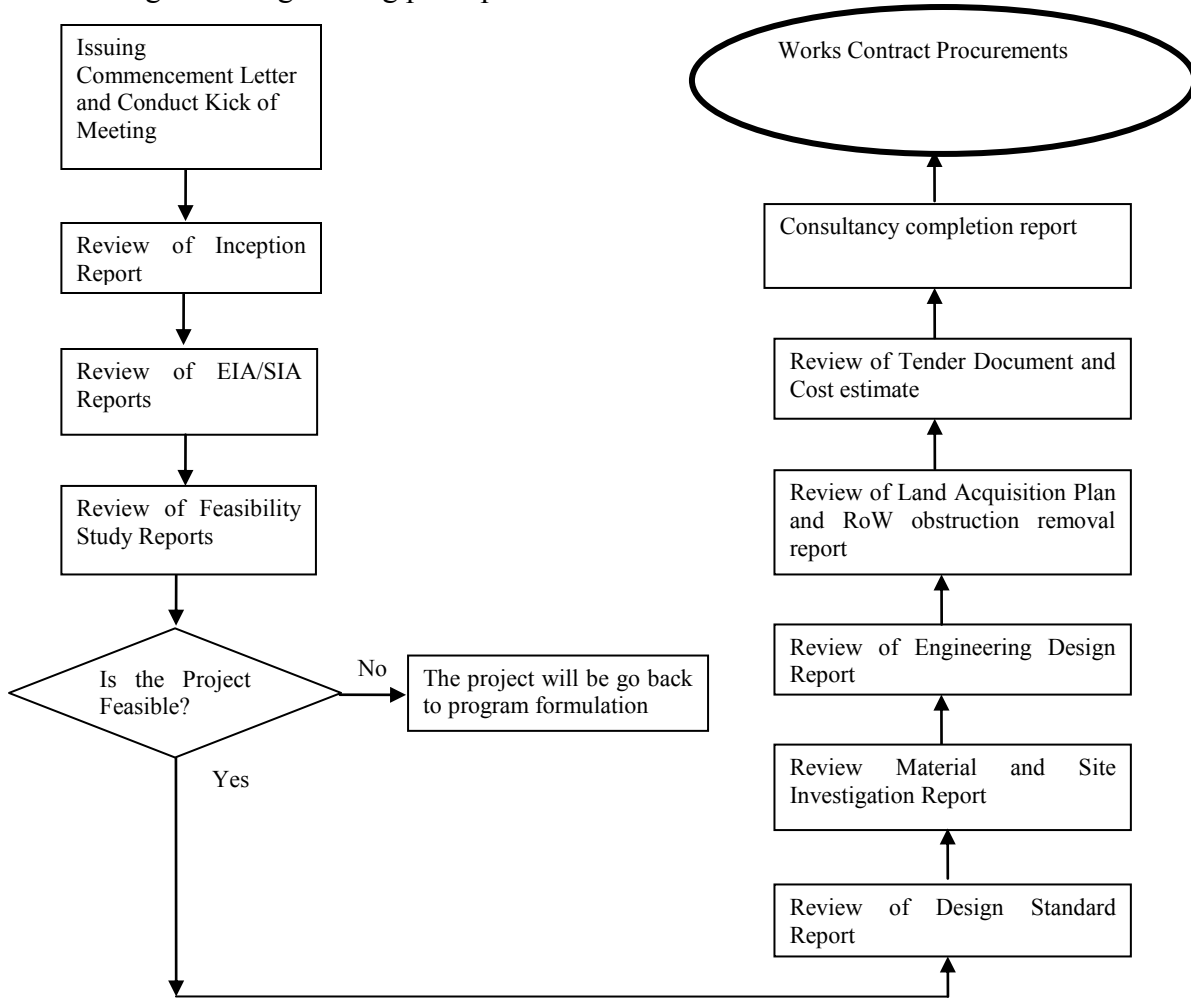 Issuing
Commencement Letter
and Conduct Kick of
Meeting
Review of Inception
Report
Review of EIA/SIA
Reports
Review of Feasibility
Study Reports
Is the Project
Feasible?
No
The project will be go back
to program formulation
Yes
Review of Design Standard
Report
Review Material and Site
Investigation Report
Review of Engineering Design
Report
Review of Land Acquisition Plan
and RoW obstruction removal
report
Review of Tender Document and
Cost estimate
Consultancy completion report
Works Contract Procurements